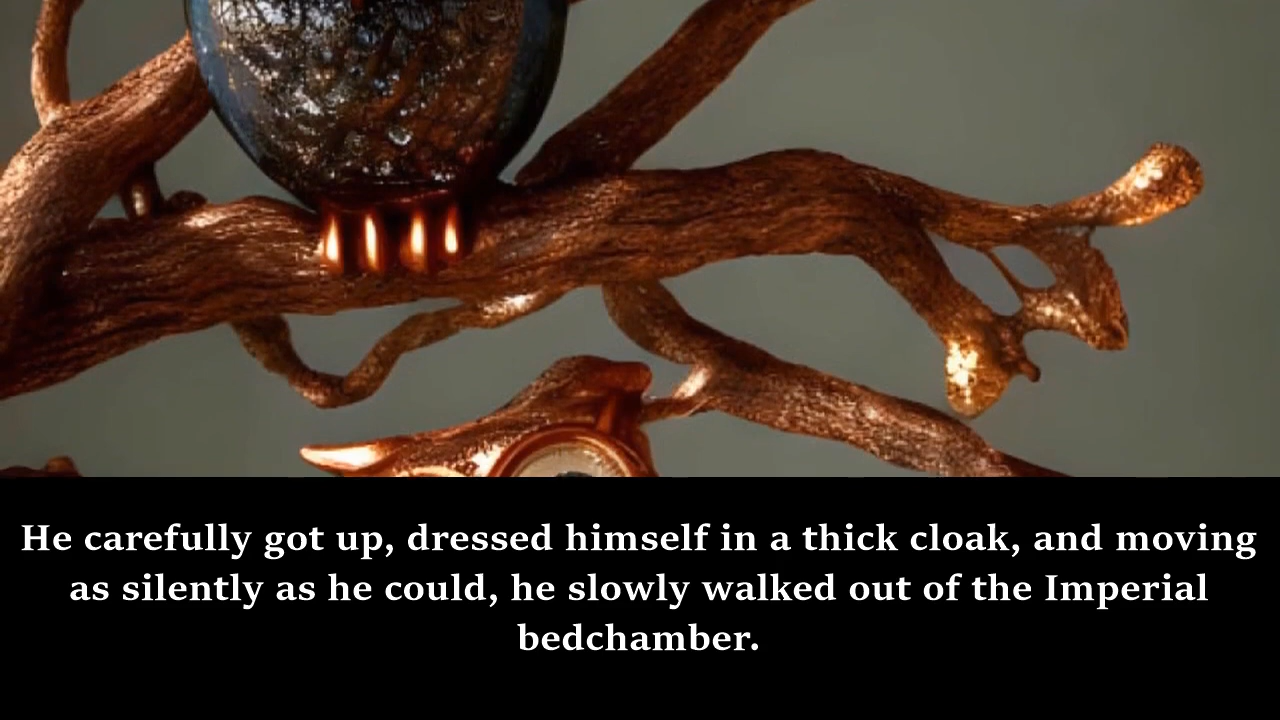 He carefully got up, dressed himself in a thick cloak, and moving
as silently as he could, he slowly walked out of the Imperial
bedchamber.